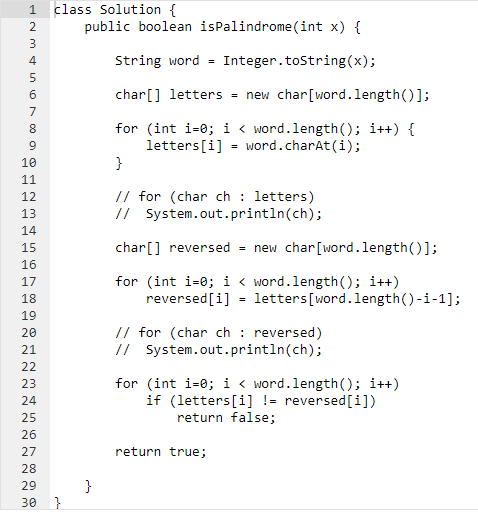 1 class Solution {
2     public boolean isPalindrome(int x) {
3
4         String word = Integer.toString(x);
5
6         char[] letters = new char[word.length()];
7
8         for (int i=0; i < word.length(); i++) {
9             letters[i] = word.charAt(i);
10         }
11
12         // for (char ch : letters)
13         //  System.out.println(ch);
14
15         char[] reversed = new char[word.length()];
16
17         for (int i=0; i < word.length(); i++)
18             reversed[i] = letters[word.length()-i-1];
19
20         // for (char ch : reversed)
21         //  System.out.println(ch);
22
23         for (int i=0; i < word.length(); i++)
24             if (letters[i] != reversed[i])
25                 return false;
26
27         return true;
28
29     }
30 }